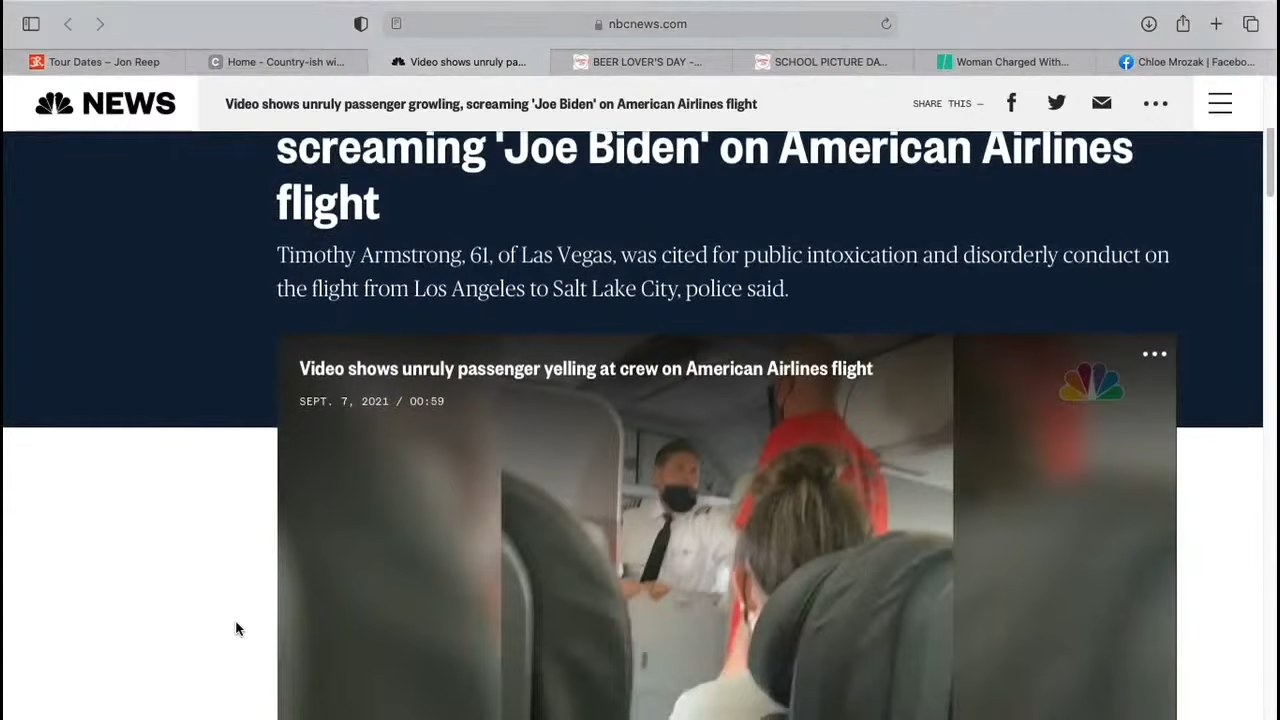 nbcnews.com
Tour Dates – Jon Reep
C Home - Country-ish wi...
Video shows unruly pa...
BEER LOVER'S DAY -...
SCHOOL PICTURE DA...
Woman Charged With...
Chloe Mrozak | Facebo...
NEWS
Video shows unruly passenger growling, screaming 'Joe Biden' on American Airlines flight
SHARE THIS —
screaming 'Joe Biden' on American Airlines
flight
Timothy Armstrong, 61, of Las Vegas, was cited for public intoxication and disorderly conduct on
the flight from Los Angeles to Salt Lake City, police said.
Video shows unruly passenger yelling at crew on American Airlines flight
SEPT. 7, 2021 / 00:59